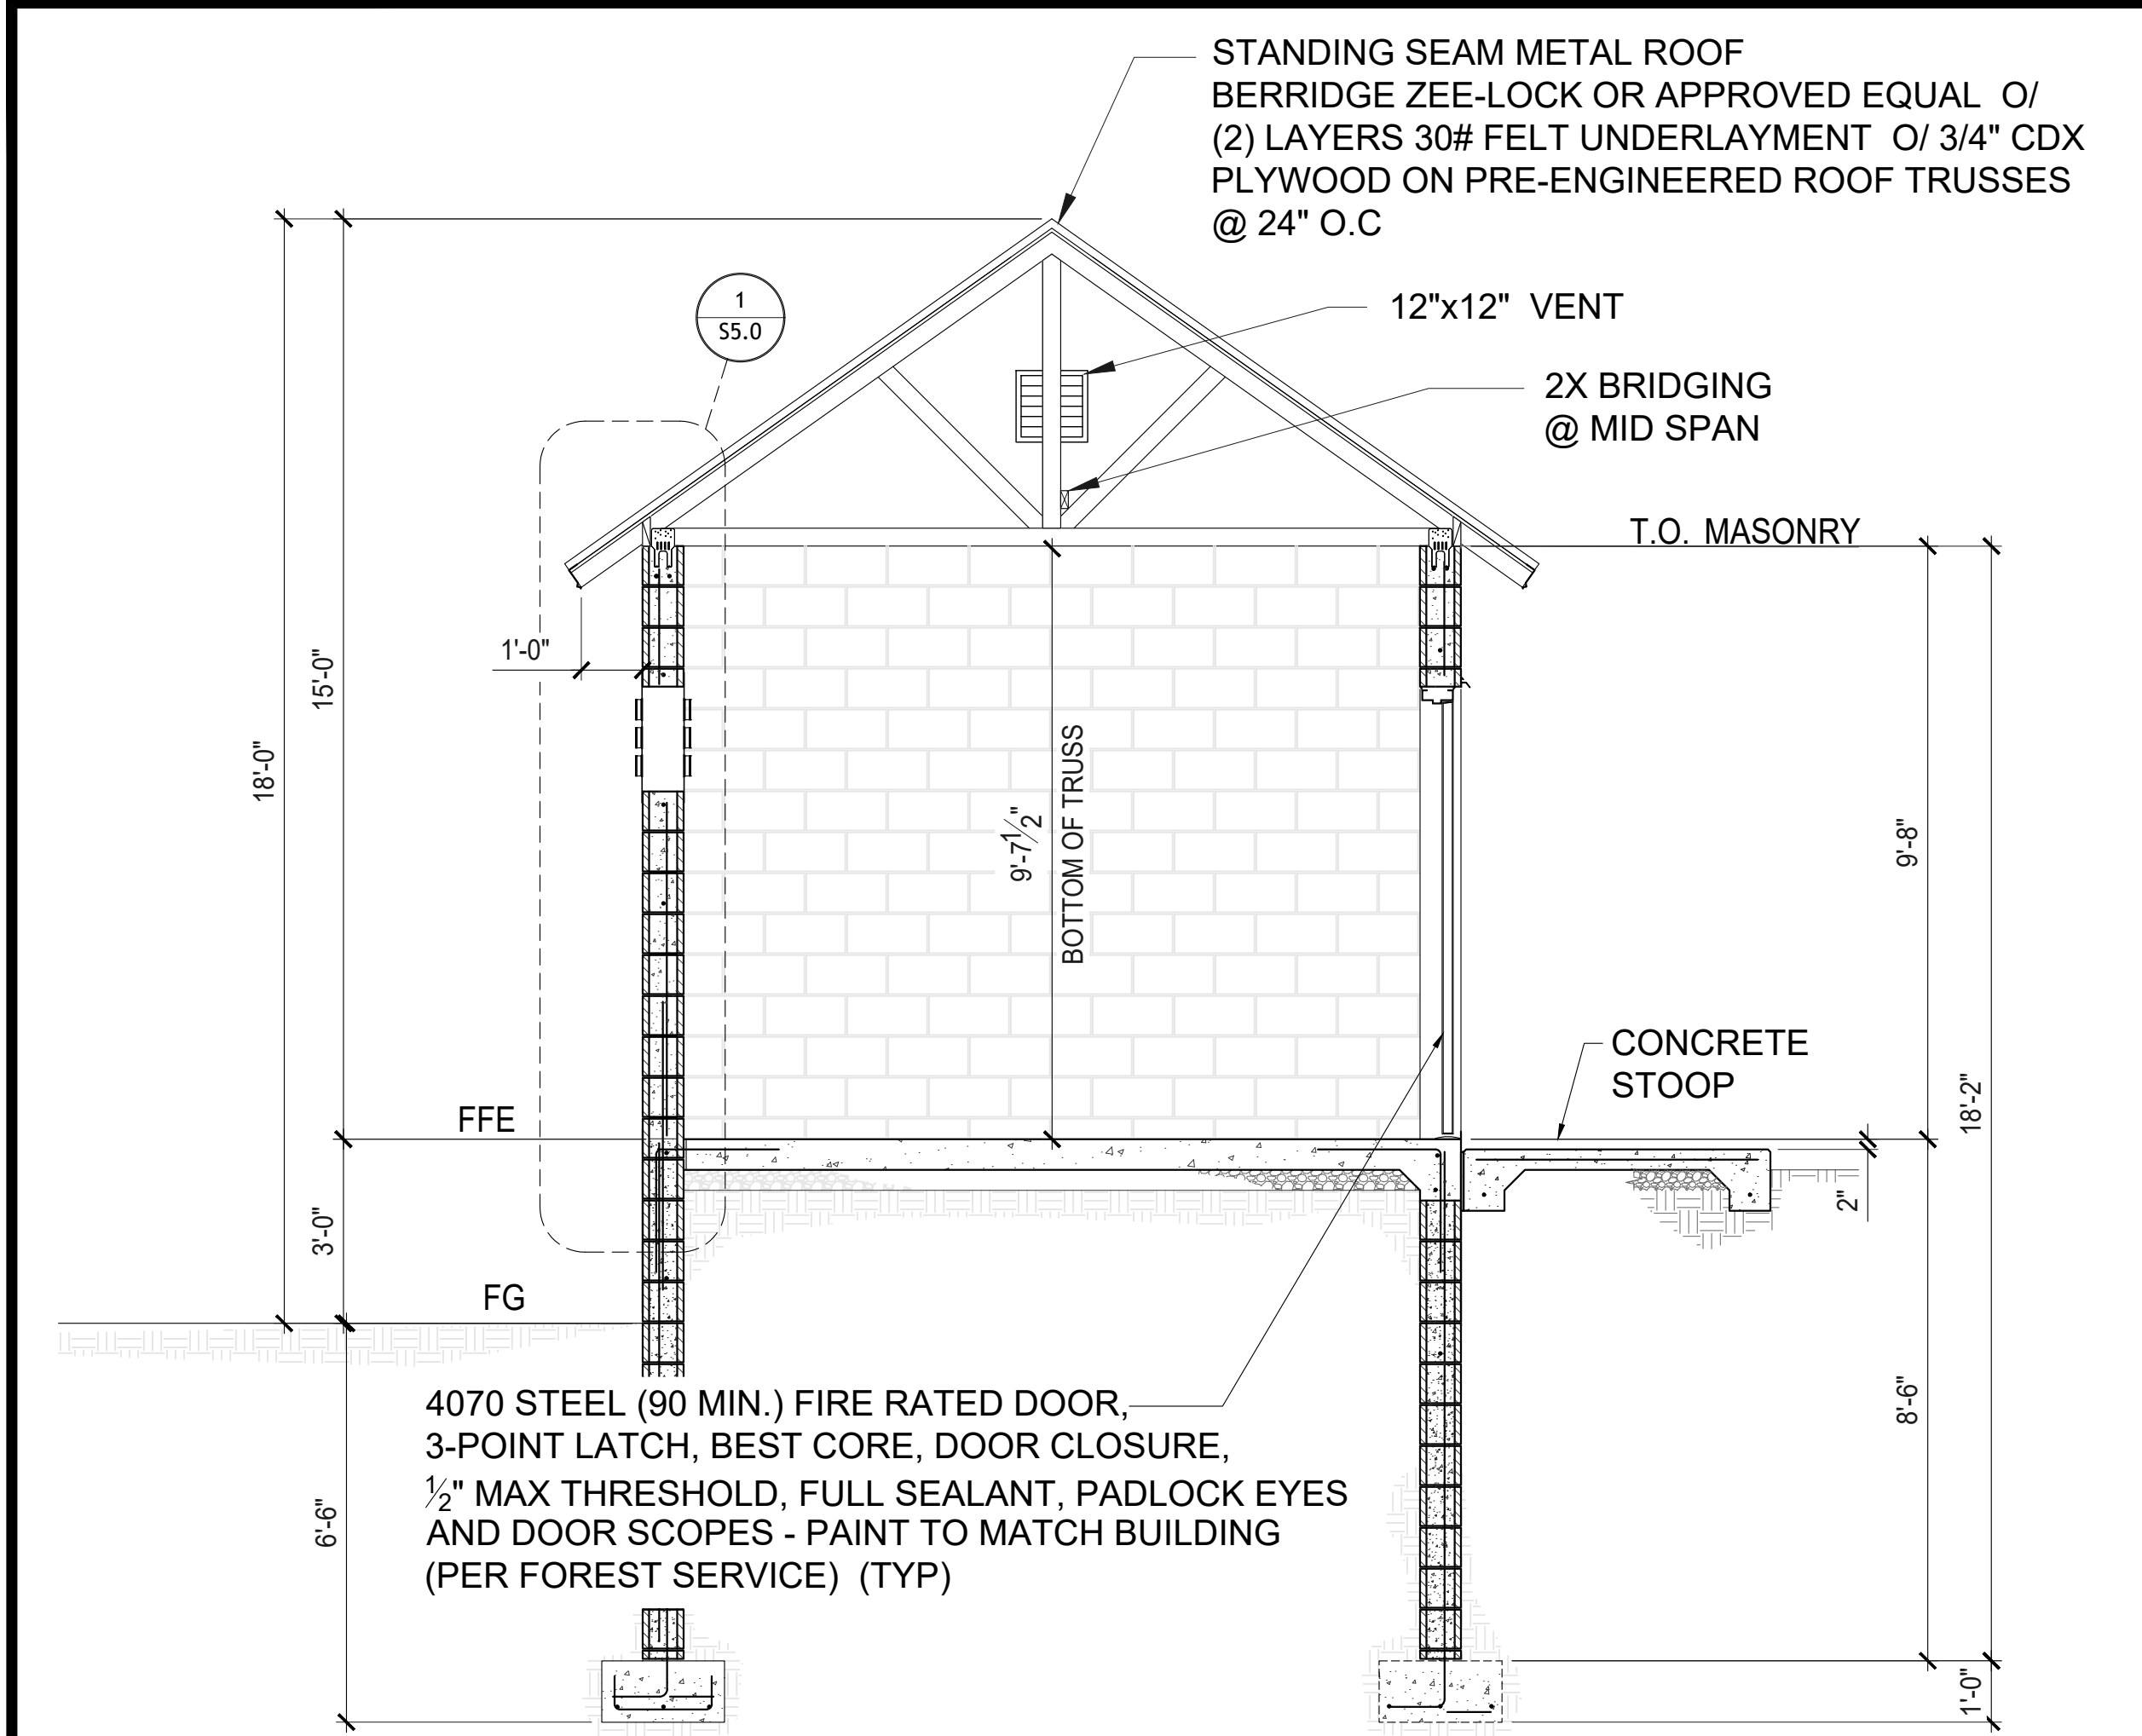 STANDING SEAM METAL ROOF
BERRIDGE ZEE-LOCK OR APPROVED EQUAL O/
(2) LAYERS 30# FELT UNDERLAYMENT O/ 3/4" CDX
PLYWOOD ON PRE-ENGINEERED ROOF TRUSSES
@ 24" O.C
1
S5.0
12"x12" VENT
2X BRIDGING
@ MID SPAN
T.O. MASONRY
1'-0"
15'-0"
18'-0"
9'-7½"
BOTTOM OF TRUSS
9'-8"
18'-2"
CONCRETE
STOOP
FFE
2"
3'-0"
FG
4070 STEEL (90 MIN.) FIRE RATED DOOR,
3-POINT LATCH, BEST CORE, DOOR CLOSURE,
½" MAX THRESHOLD, FULL SEALANT, PADLOCK EYES
AND DOOR SCOPES - PAINT TO MATCH BUILDING
(PER FOREST SERVICE) (TYP)
6'-6"
8'-6"
1'-0"